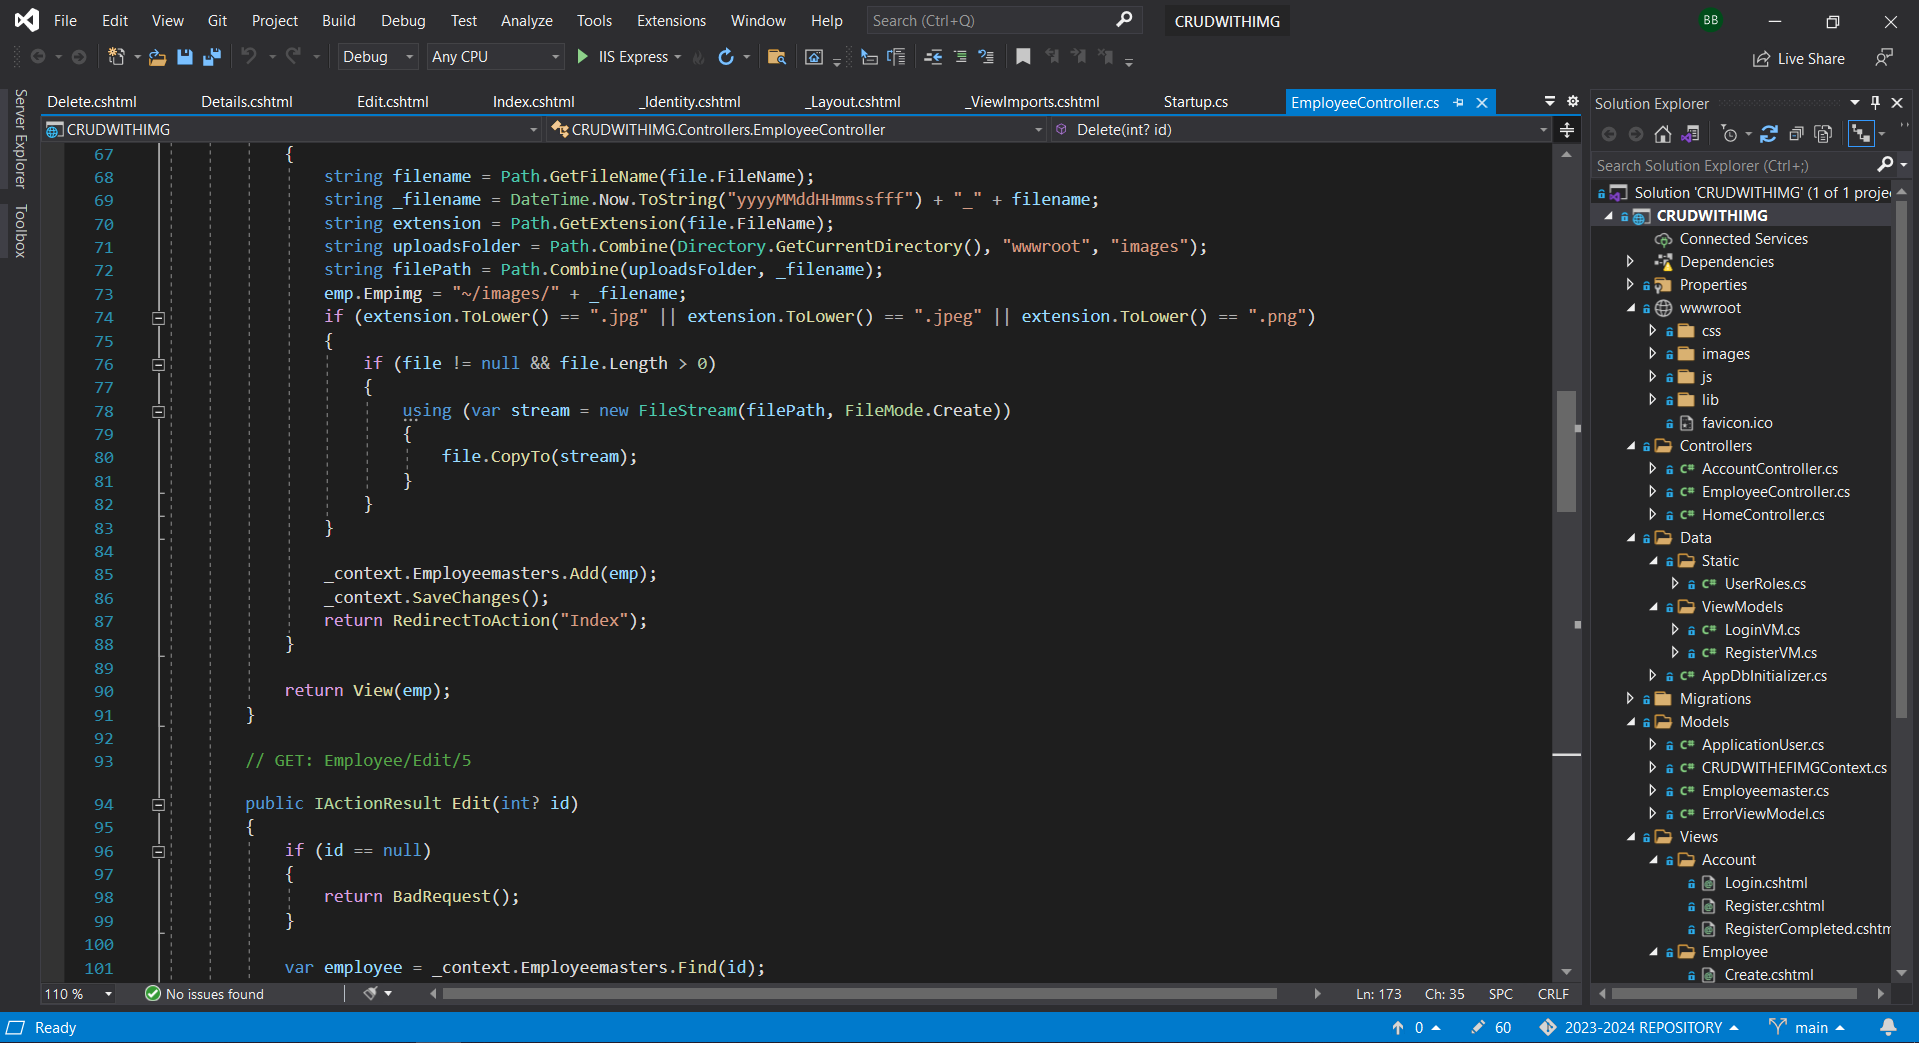 File Edit View Git Project Build Debug Test Analyze Tools Extensions Window Help Search (Ctrl+Q) CRUDWITHIMG BB
Debug Any CPU IIS Express Live Share
Server Explorer
Toolbox
Delete.cshtml Details.cshtml Edit.cshtml Index.cshtml _Identity.cshtml _Layout.cshtml _ViewImports.cshtml Startup.cs EmployeeController.cs
CRUDWITHIMG CRUDWITHIMG.Controllers.EmployeeController Delete(int? id)
67 {
68 string filename = Path.GetFileName(file.FileName);
69 string _filename = DateTime.Now.ToString("yyyyMMddHHmmssfff") + "_" + filename;
70 string extension = Path.GetExtension(file.FileName);
71 string uploadsFolder = Path.Combine(Directory.GetCurrentDirectory(), "wwwroot", "images");
72 string filePath = Path.Combine(uploadsFolder, _filename);
73 emp.Empimg = "~/images/" + _filename;
74 if (extension.ToLower() == ".jpg" || extension.ToLower() == ".jpeg" || extension.ToLower() == ".png")
75 {
76 if (file != null && file.Length > 0)
77 {
78 using (var stream = new FileStream(filePath, FileMode.Create))
79 {
80 file.CopyTo(stream);
81 }
82 }
83 }
84
85 _context.Employeemasters.Add(emp);
86 _context.SaveChanges();
87 return RedirectToAction("Index");
88 }
89
90 return View(emp);
91 }
92
93 // GET: Employee/Edit/5
94 public IActionResult Edit(int? id)
95 {
96 if (id == null)
97 {
98 return BadRequest();
99 }
100
101 var employee = _context.Employeemasters.Find(id);
110 % No issues found Ln: 173 Ch: 35 SPC CRLF
Solution Explorer
Search Solution Explorer (Ctrl+;)
Solution 'CRUDWITHIMG' (1 of 1 proje
CRUDWITHIMG
Connected Services
Dependencies
Properties
wwwroot
css
images
js
lib
favicon.ico
Controllers
C# AccountController.cs
C# EmployeeController.cs
C# HomeController.cs
Data
Static
C# UserRoles.cs
ViewModels
C# LoginVM.cs
C# RegisterVM.cs
C# AppDbInitializer.cs
Migrations
Models
C# ApplicationUser.cs
C# CRUDWITHEFIMGContext.cs
C# Employeemaster.cs
C# ErrorViewModel.cs
Views
Account
Login.cshtml
Register.cshtml
RegisterCompleted.cshtm
Employee
Create.cshtml
Ready 0 60 2023-2024 REPOSITORY main